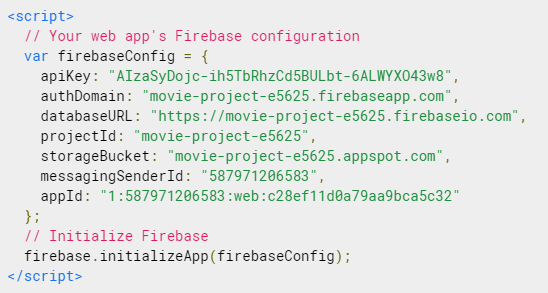 <script>
  // Your web app's Firebase configuration
  var firebaseConfig = {
    apiKey: "AIzaSyDojc-ih5TbRhzCd5BULbt-6ALWYXO43w8",
    authDomain: "movie-project-e5625.firebaseapp.com",
    databaseURL: "https://movie-project-e5625.firebaseio.com",
    projectId: "movie-project-e5625",
    storageBucket: "movie-project-e5625.appspot.com",
    messagingSenderId: "587971206583",
    appId: "1:587971206583:web:c28ef11d0a79aa9bca5c32"
  };
  // Initialize Firebase
  firebase.initializeApp(firebaseConfig);
</script>